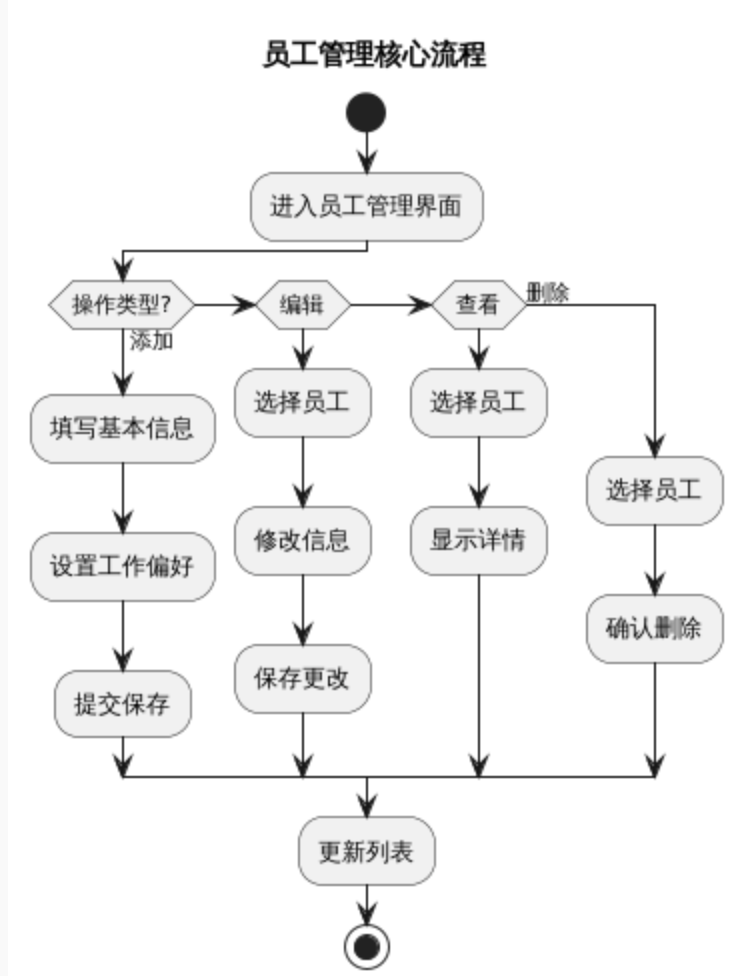 员工管理核心流程
进入员工管理界面
操作类型?
编辑
查看
删除
添加
填写基本信息
设置工作偏好
提交保存
选择员工
修改信息
保存更改
选择员工
显示详情
选择员工
确认删除
更新列表